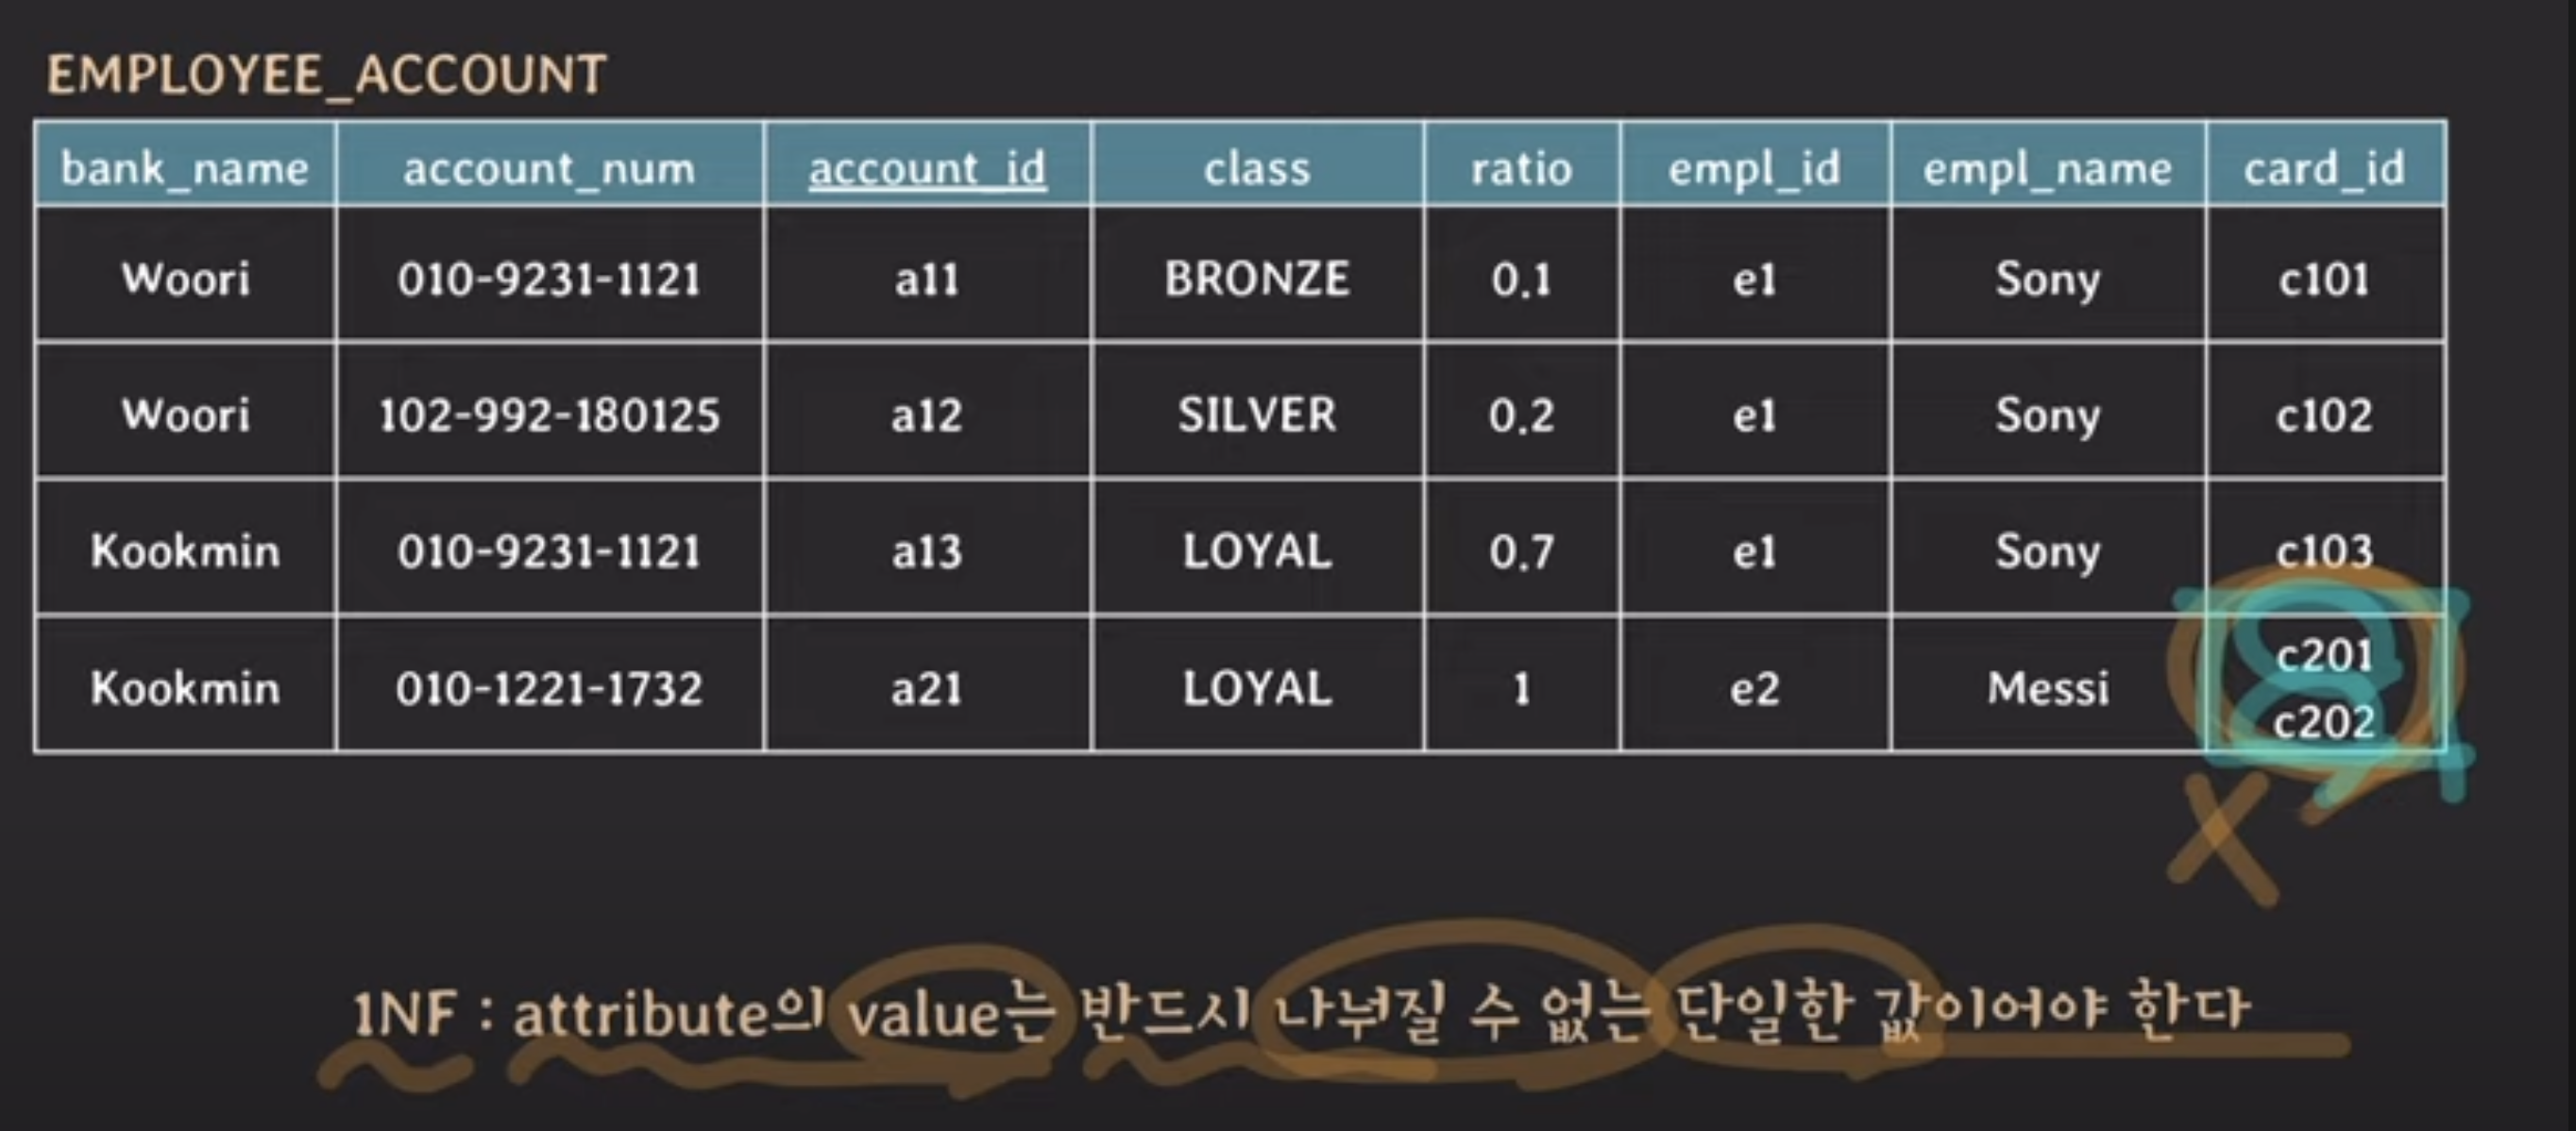 EMPLOYEE_ACCOUNT
bank_name account_num account_id class ratio empl_id empl_name card_id
Woori 010-9231-1121 a11 BRONZE 0.1 e1 Sony c101
Woori 102-992-180125 a12 SILVER 0.2 e1 Sony c102
Kookmin 010-9231-1121 a13 LOYAL 0.7 e1 Sony c103
Kookmin 010-1221-1732 a21 LOYAL 1 e2 Messi c201
c202
1NF : attribute의 value는 반드시 나눠질 수 없는 단일한 값이어야 한다